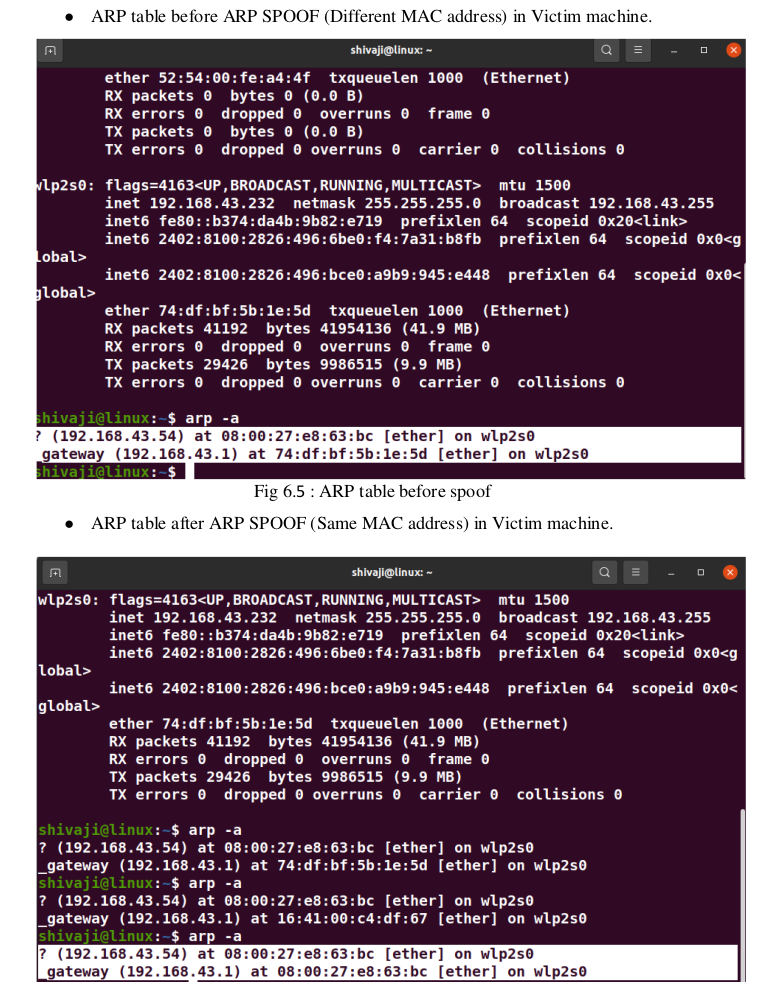 ● ARP table before ARP SPOOF (Different MAC address) in Victim machine.
shivaji@linux: ~
ether 52:54:00:fe:a4:4f  txqueuelen 1000  (Ethernet)
RX packets 0  bytes 0 (0.0 B)
RX errors 0  dropped 0  overruns 0  frame 0
TX packets 0  bytes 0 (0.0 B)
TX errors 0  dropped 0 overruns 0  carrier 0  collisions 0
wlp2s0: flags=4163<UP,BROADCAST,RUNNING,MULTICAST>  mtu 1500
inet 192.168.43.232  netmask 255.255.255.0  broadcast 192.168.43.255
inet6 fe80::b374:da4b:9b82:e719  prefixlen 64  scopeid 0x20<link>
inet6 2402:8100:2826:496:6be0:f4:7a31:b8fb  prefixlen 64  scopeid 0x0<g
lobal>
inet6 2402:8100:2826:496:bce0:a9b9:945:e448  prefixlen 64  scopeid 0x0<
global>
ether 74:df:bf:5b:1e:5d  txqueuelen 1000  (Ethernet)
RX packets 41192  bytes 41954136 (41.9 MB)
RX errors 0  dropped 0  overruns 0  frame 0
TX packets 29426  bytes 9986515 (9.9 MB)
TX errors 0  dropped 0 overruns 0  carrier 0  collisions 0
shivaji@linux:~$ arp -a
? (192.168.43.54) at 08:00:27:e8:63:bc [ether] on wlp2s0
_gateway (192.168.43.1) at 74:df:bf:5b:1e:5d [ether] on wlp2s0
shivaji@linux:~$
Fig 6.5 : ARP table before spoof
● ARP table after ARP SPOOF (Same MAC address) in Victim machine.
shivaji@linux: ~
wlp2s0: flags=4163<UP,BROADCAST,RUNNING,MULTICAST>  mtu 1500
inet 192.168.43.232  netmask 255.255.255.0  broadcast 192.168.43.255
inet6 fe80::b374:da4b:9b82:e719  prefixlen 64  scopeid 0x20<link>
inet6 2402:8100:2826:496:6be0:f4:7a31:b8fb  prefixlen 64  scopeid 0x0<g
lobal>
inet6 2402:8100:2826:496:bce0:a9b9:945:e448  prefixlen 64  scopeid 0x0<
global>
ether 74:df:bf:5b:1e:5d  txqueuelen 1000  (Ethernet)
RX packets 41192  bytes 41954136 (41.9 MB)
RX errors 0  dropped 0  overruns 0  frame 0
TX packets 29426  bytes 9986515 (9.9 MB)
TX errors 0  dropped 0 overruns 0  carrier 0  collisions 0
shivaji@linux:~$ arp -a
? (192.168.43.54) at 08:00:27:e8:63:bc [ether] on wlp2s0
_gateway (192.168.43.1) at 74:df:bf:5b:1e:5d [ether] on wlp2s0
shivaji@linux:~$ arp -a
? (192.168.43.54) at 08:00:27:e8:63:bc [ether] on wlp2s0
_gateway (192.168.43.1) at 16:41:00:c4:df:67 [ether] on wlp2s0
shivaji@linux:~$ arp -a
? (192.168.43.54) at 08:00:27:e8:63:bc [ether] on wlp2s0
_gateway (192.168.43.1) at 08:00:27:e8:63:bc [ether] on wlp2s0